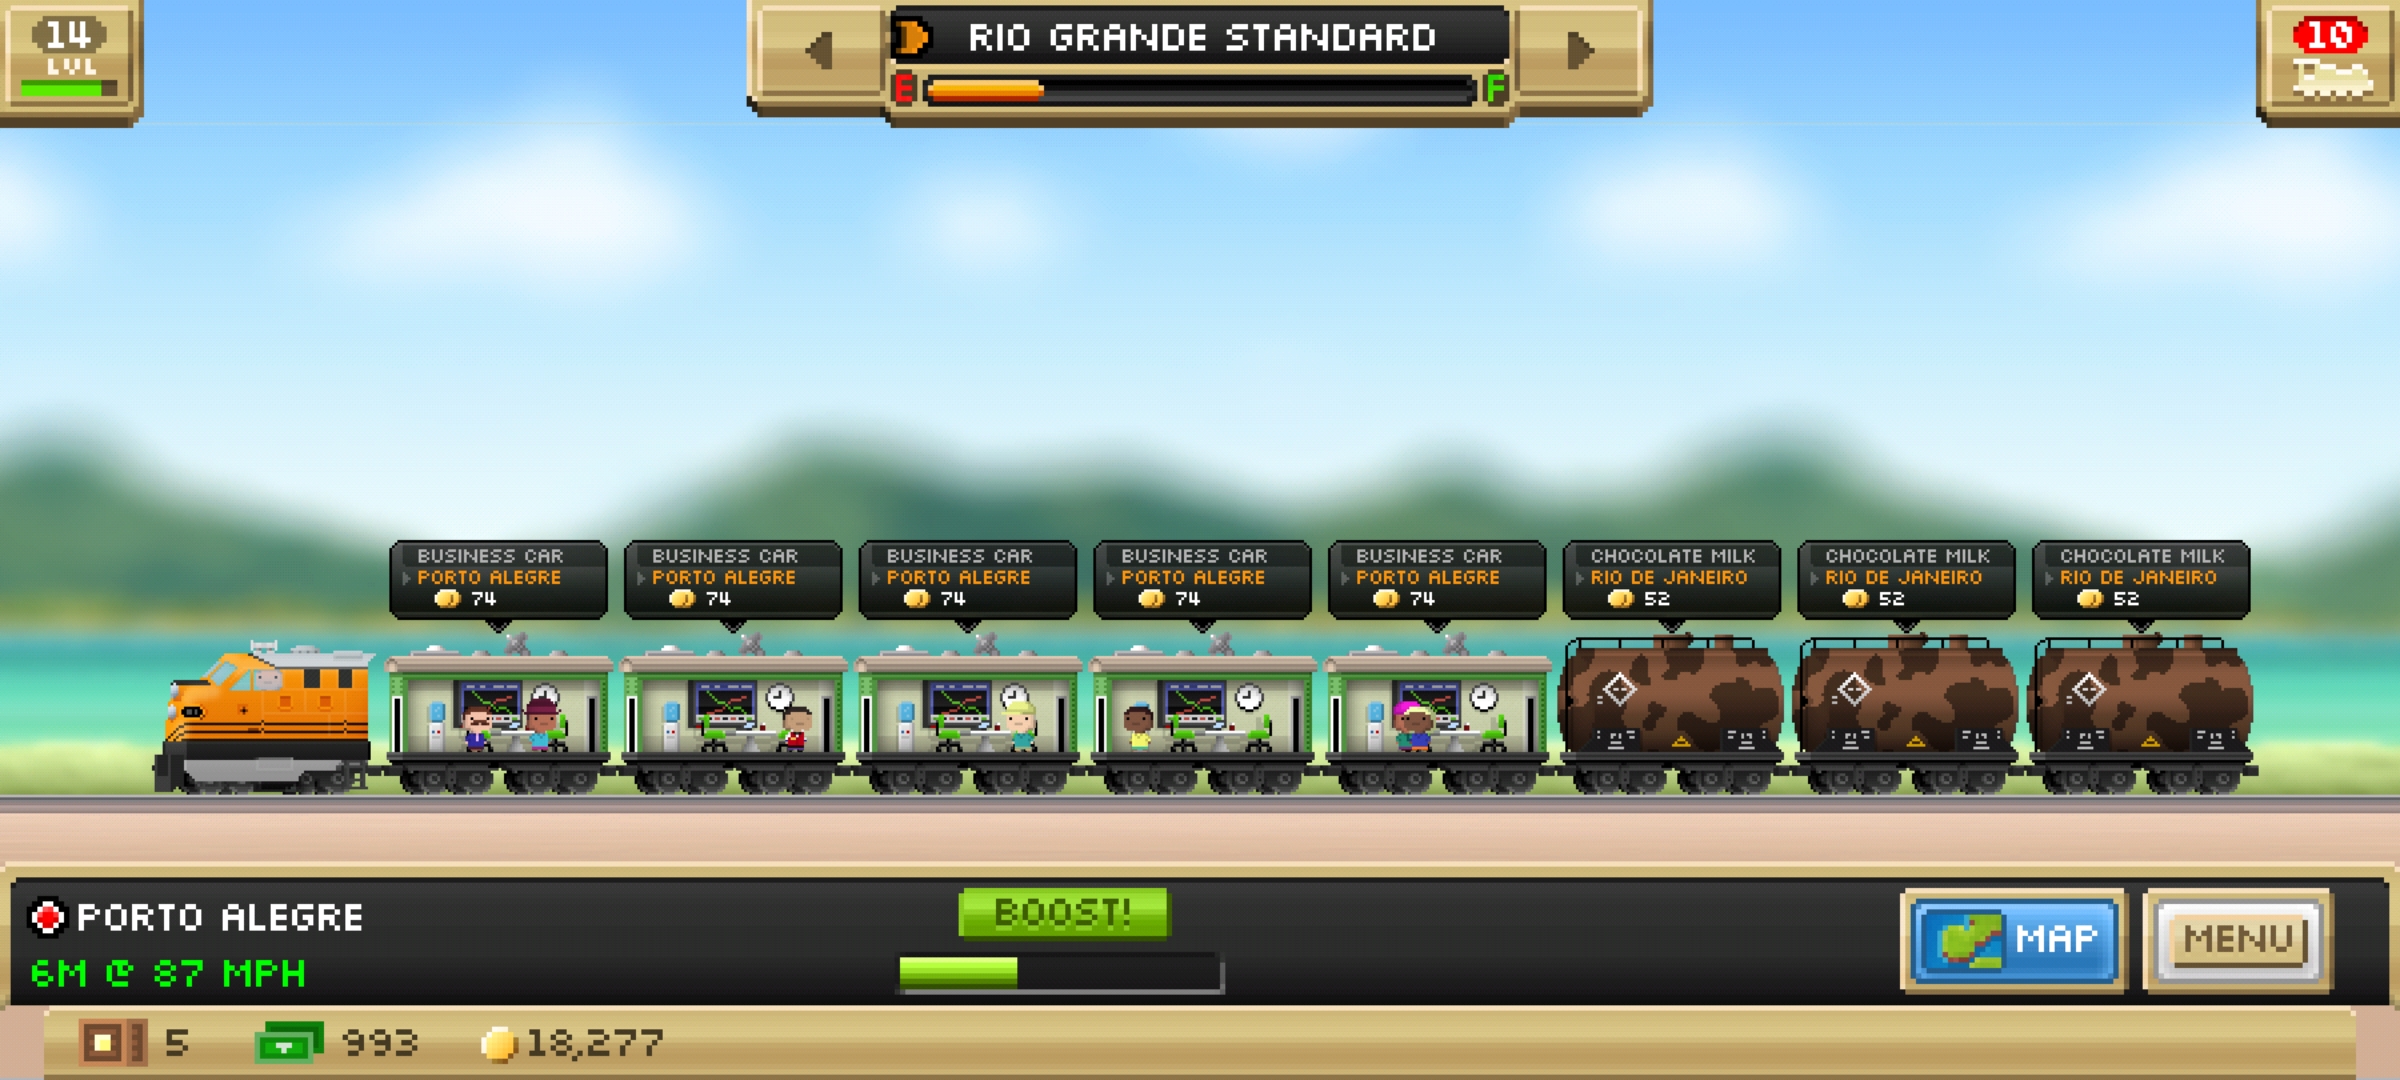 14
LVL
RIO GRANDE STANDARD
E F
10
BUSINESS CAR
PORTO ALEGRE
74
BUSINESS CAR
PORTO ALEGRE
74
BUSINESS CAR
PORTO ALEGRE
74
BUSINESS CAR
PORTO ALEGRE
74
BUSINESS CAR
PORTO ALEGRE
74
CHOCOLATE MILK
RIO DE JANEIRO
52
CHOCOLATE MILK
RIO DE JANEIRO
52
CHOCOLATE MILK
RIO DE JANEIRO
52
PORTO ALEGRE
6M @ 87 MPH
BOOST!
MAP
MENU
5
993
18,277